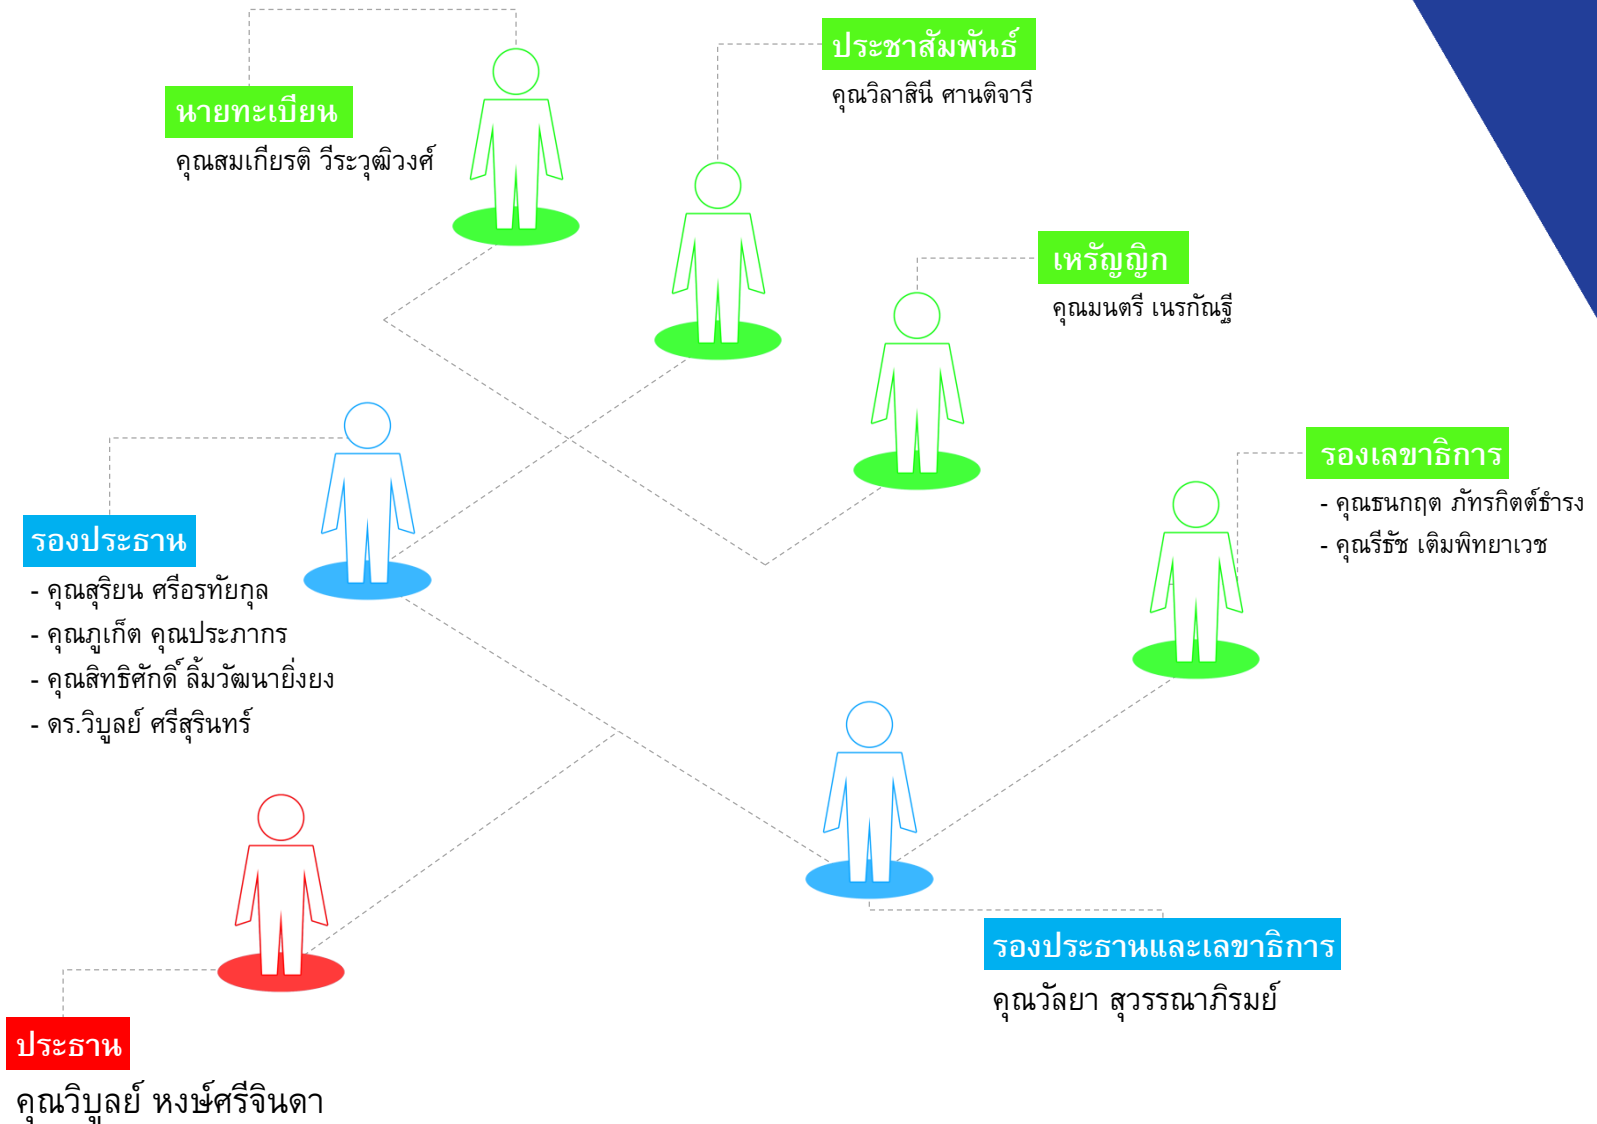 ประชาสัมพันธ์
คุณวิลาสินี ศานติจารี
นายทะเบียน
คุณสมเกียรติ วีระวุฒิวงศ์
เหรัญญิก
คุณมนตรี เนรกัณฐี
รองเลขาธิการ
- คุณธนกฤต ภัทรกิตต์ธำรง
- คุณรีธัช เติมพิทยาเวช
รองประธาน
- คุณสุริยน ศรีอรทัยกุล
- คุณภูเก็ต คุณประภากร
- คุณสิทธิศักดิ์ ลิ้มวัฒนายิ่งยง
- ดร.วิบูลย์ ศรีสุรินทร์
รองประธานและเลขาธิการ
คุณวัลยา สุวรรณาภิรมย์
ประธาน
คุณวิบูลย์ หงษ์ศรีจินดา